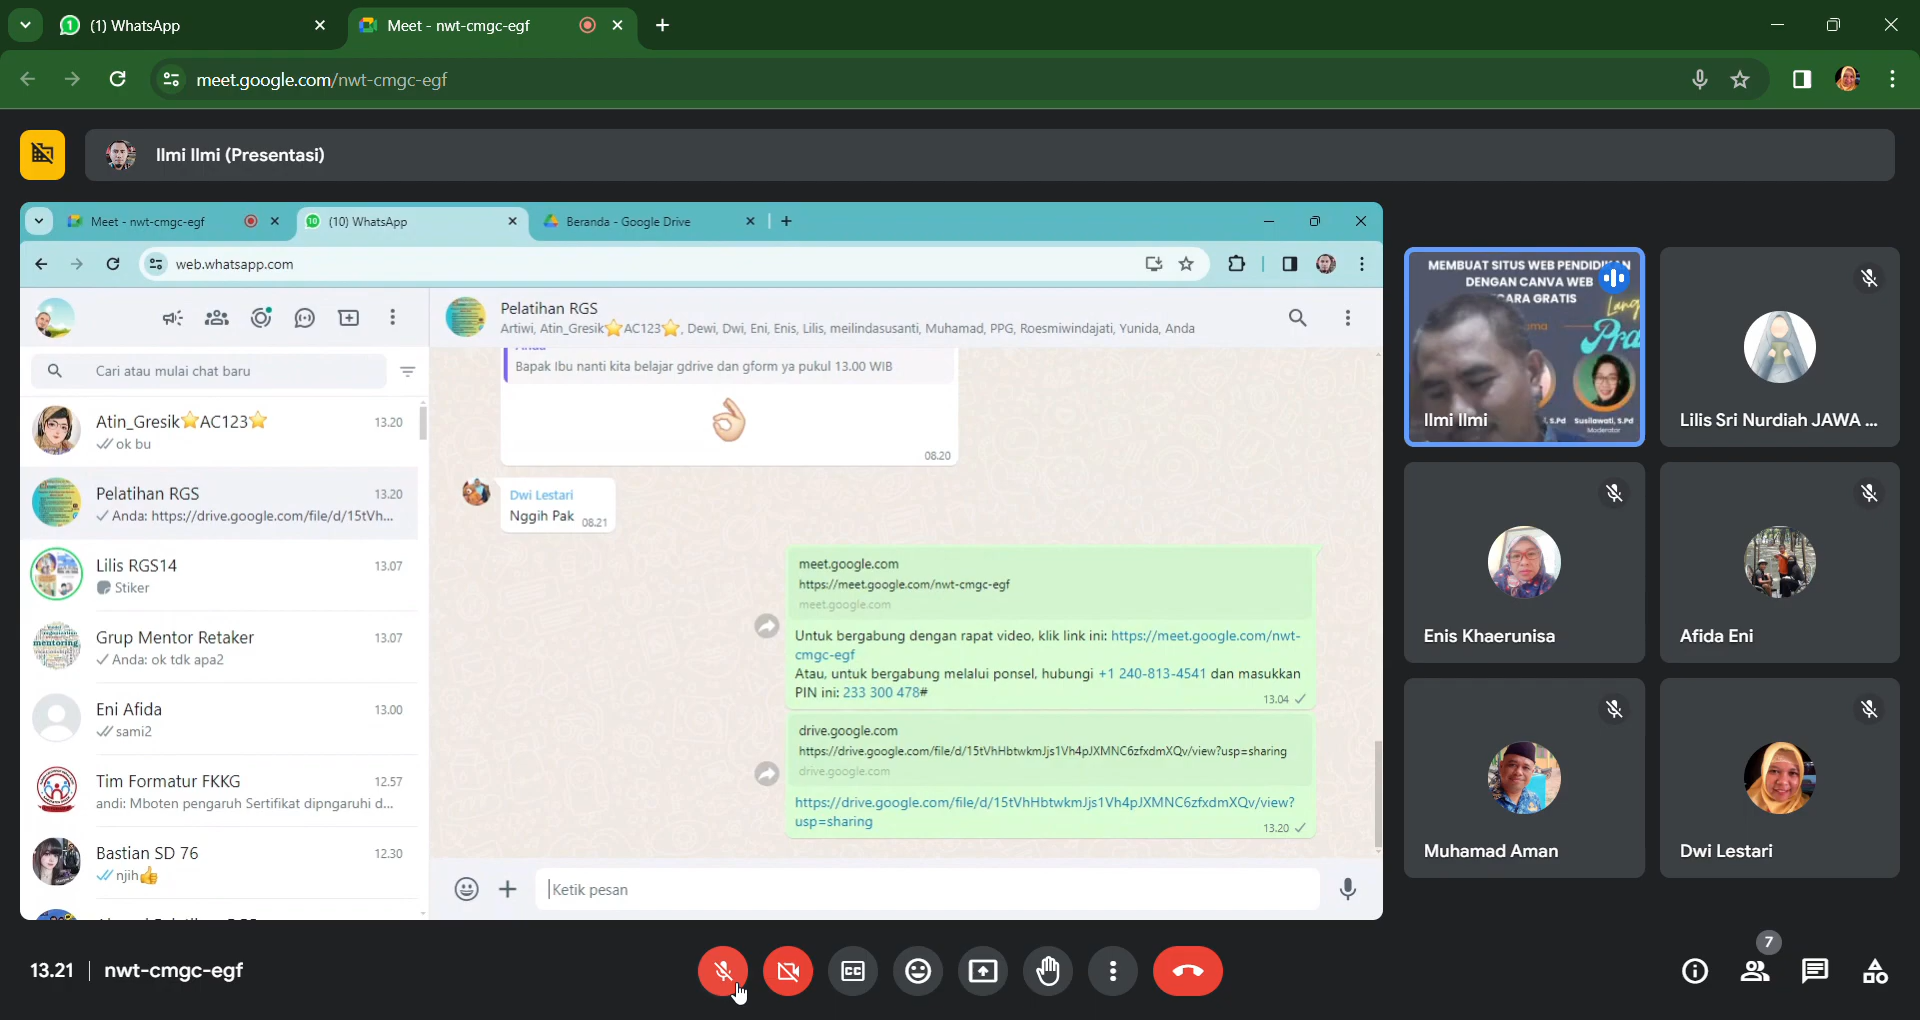 (1) WhatsApp
Meet - nwt-cmgc-egf
meet.google.com/nwt-cmgc-egf
Ilmi Ilmi (Presentasi)
Meet - nwt-cmgc-egf
(10) WhatsApp
Beranda - Google Drive
web.whatsapp.com
Pelatihan RGS
Artiwi, Atin_Gresik⭐AC123⭐, Dewi, Dwi, Eni, Enis, Lilis, meilindasusanti, Muhamad, PPG, Roesmiwindajati, Yunida, Anda
Cari atau mulai chat baru
Atin_Gresik⭐AC123⭐
13.20
ok bu
Pelatihan RGS
13.20
Anda: https://drive.google.com/file/d/15tVh...
Lilis RGS14
13.07
Stiker
Grup Mentor Retaker
13.07
Anda: ok tdk apa2
Eni Afida
13.00
sami2
Tim Formatur FKKG
12.57
andi: Mboten pengaruh Sertifikat dipngaruhi d...
Bastian SD 76
12.30
njih👍
Bapak Ibu nanti kita belajar gdrive dan gform ya pukul 13.00 WIB
👌🏼
08.20
Dwi Lestari
Nggih Pak
08.21
meet.google.com
https://meet.google.com/nwt-cmgc-egf
meet.google.com
Untuk bergabung dengan rapat video, klik link ini: https://meet.google.com/nwt-
cmgc-egf
Atau, untuk bergabung melalui ponsel, hubungi +1 240-813-4541 dan masukkan
PIN ini: 233 300 478#
13.04
drive.google.com
https://drive.google.com/file/d/15tVhHbtwkmJjs1Vh4pJXMNC6zfxdmXQv/view?usp=sharing
drive.google.com
https://drive.google.com/file/d/15tVhHbtwkmJjs1Vh4pJXMNC6zfxdmXQv/view?
usp=sharing
13.20
Ketik pesan
MEMBUAT SITUS WEB
DENGAN CANVA WEB
GRATIS
Susilawati, S.Pd
Moderator
Ilmi Ilmi
Lilis Sri Nurdiah JAWA ...
Enis Khaerunisa
Afida Eni
Muhamad Aman
Dwi Lestari
13.21
nwt-cmgc-egf
7